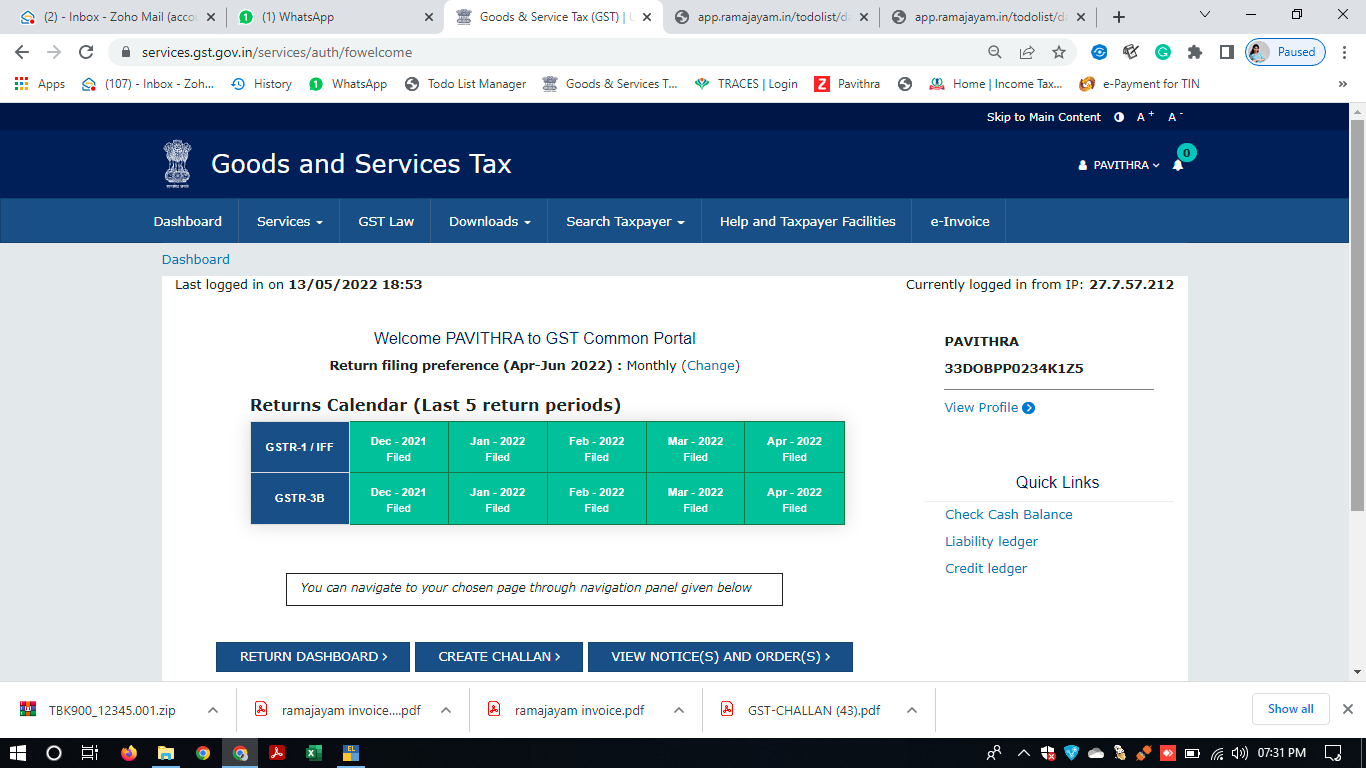 (2) - Inbox - Zoho Mail (accou
(1) WhatsApp
Goods & Service Tax (GST) | U
app.ramajayam.in/todolist/da
app.ramajayam.in/todolist/da
services.gst.gov.in/services/auth/fowelcome
Paused
Apps
(107) - Inbox - Zoh...
History
WhatsApp
Todo List Manager
Goods & Services T...
TRACES | Login
Pavithra
Home | Income Tax...
e-Payment for TIN
Skip to Main Content
A +
A -
Goods and Services Tax
PAVITHRA
0
Dashboard
Services
GST Law
Downloads
Search Taxpayer
Help and Taxpayer Facilities
e-Invoice
Dashboard
Last logged in on 13/05/2022 18:53
Currently logged in from IP: 27.7.57.212
Welcome PAVITHRA to GST Common Portal
Return filing preference (Apr-Jun 2022) : Monthly (Change)
Returns Calendar (Last 5 return periods)
GSTR-1 / IFF
Dec - 2021
Filed
Jan - 2022
Filed
Feb - 2022
Filed
Mar - 2022
Filed
Apr - 2022
Filed
GSTR-3B
Dec - 2021
Filed
Jan - 2022
Filed
Feb - 2022
Filed
Mar - 2022
Filed
Apr - 2022
Filed
PAVITHRA
33DOBPP0234K1Z5
View Profile
Quick Links
Check Cash Balance
Liability ledger
Credit ledger
You can navigate to your chosen page through navigation panel given below
RETURN DASHBOARD >
CREATE CHALLAN >
VIEW NOTICE(S) AND ORDER(S) >
TBK900_12345.001.zip
ramajayam invoice....pdf
ramajayam invoice.pdf
GST-CHALLAN (43).pdf
Show all
07:31 PM